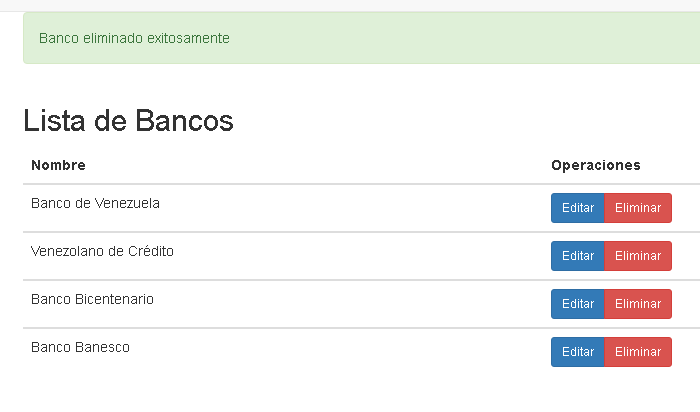 Banco eliminado exitosamente
Lista de Bancos
Nombre Operaciones
Banco de Venezuela Editar Eliminar
Venezolano de Crédito Editar Eliminar
Banco Bicentenario Editar Eliminar
Banco Banesco Editar Eliminar